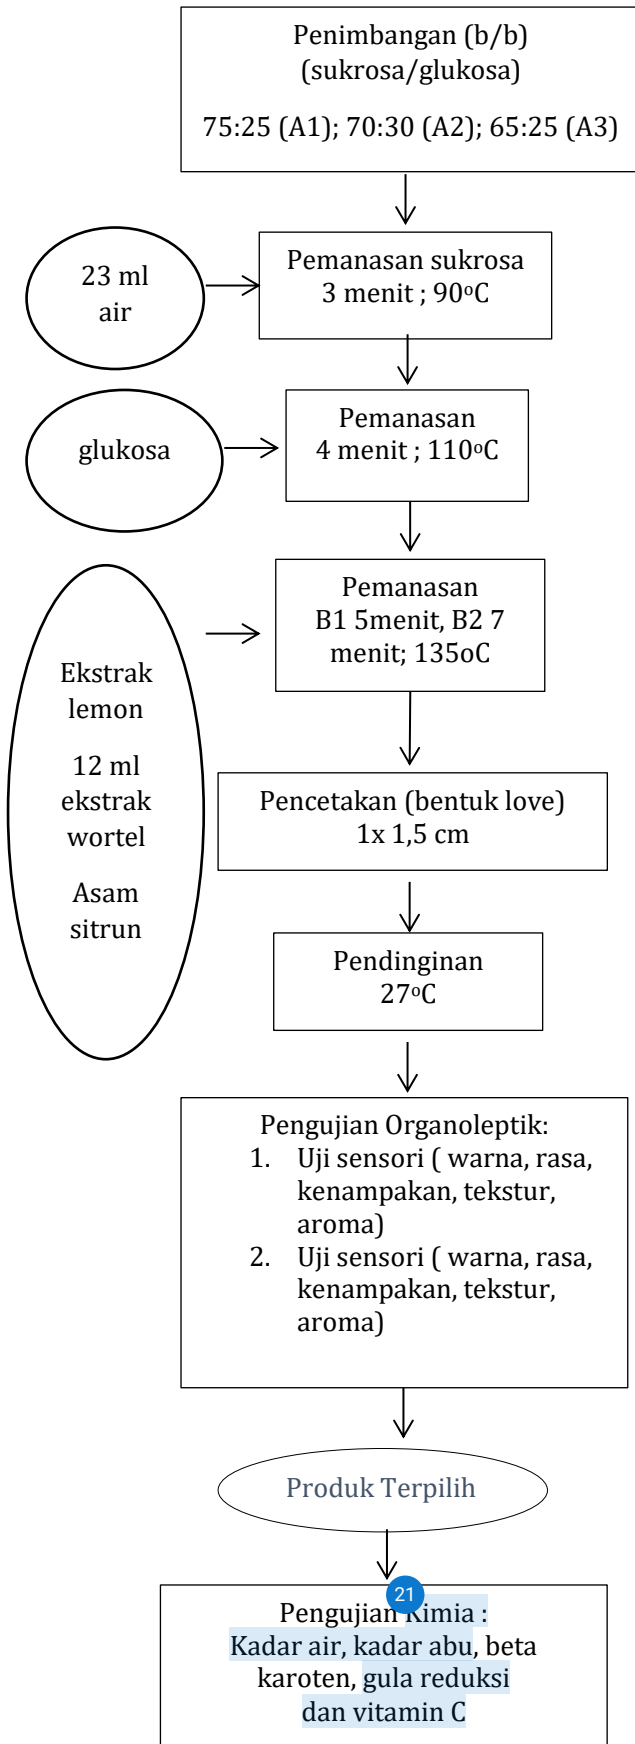 Penimbangan (b/b)
(sukrosa/glukosa)
75:25 (A1); 70:30 (A2); 65:25 (A3)
23 ml
air
Pemanasan sukrosa
3 menit ; 90oC
glukosa
Pemanasan
4 menit ; 110oC
Pemanasan
B1 5menit, B2 7
menit; 135oC
Ekstrak
lemon
12 ml
ekstrak
wortel
Asam
sitrun
Pencetakan (bentuk love)
1x 1,5 cm
Pendinginan
27oC
Pengujian Organoleptik:
1. Uji sensori ( warna, rasa,
kenampakan, tekstur,
aroma)
2. Uji sensori ( warna, rasa,
kenampakan, tekstur,
aroma)
Produk Terpilih
21
Pengujian Kimia :
Kadar air, kadar abu, beta
karoten, gula reduksi
dan vitamin C